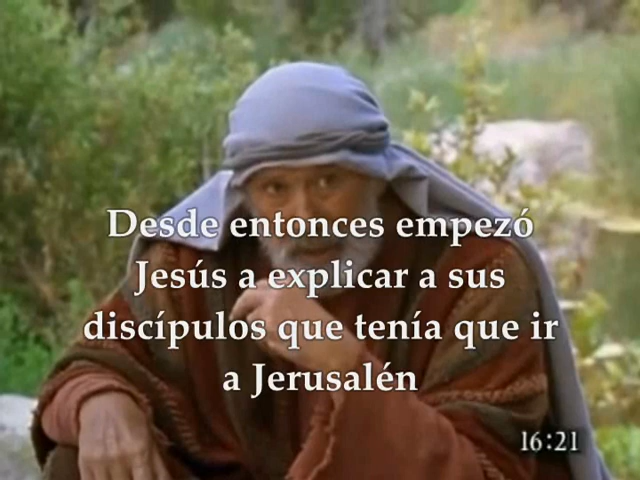 Desde entonces empezó
Jesús a explicar a sus
discípulos que tenía que ir
a Jerusalén
16:21